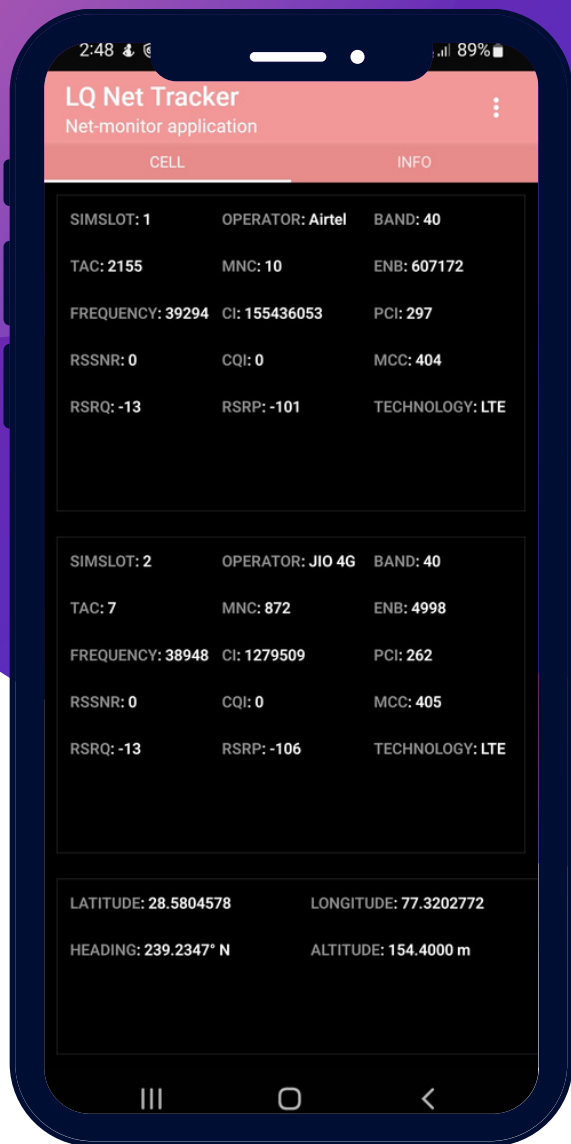 2:48 89%
LQ Net Tracker
Net-monitor application
CELL INFO
SIMSLOT: 1 OPERATOR: Airtel BAND: 40
TAC: 2155 MNC: 10 ENB: 607172
FREQUENCY: 39294 CI: 155436053 PCI: 297
RSSNR: 0 CQI: 0 MCC: 404
RSRQ: -13 RSRP: -101 TECHNOLOGY: LTE
SIMSLOT: 2 OPERATOR: JIO 4G BAND: 40
TAC: 7 MNC: 872 ENB: 4998
FREQUENCY: 38948 CI: 1279509 PCI: 262
RSSNR: 0 CQI: 0 MCC: 405
RSRQ: -13 RSRP: -106 TECHNOLOGY: LTE
LATITUDE: 28.5804578 LONGITUDE: 77.3202772
HEADING: 239.2347° N ALTITUDE: 154.4000 m